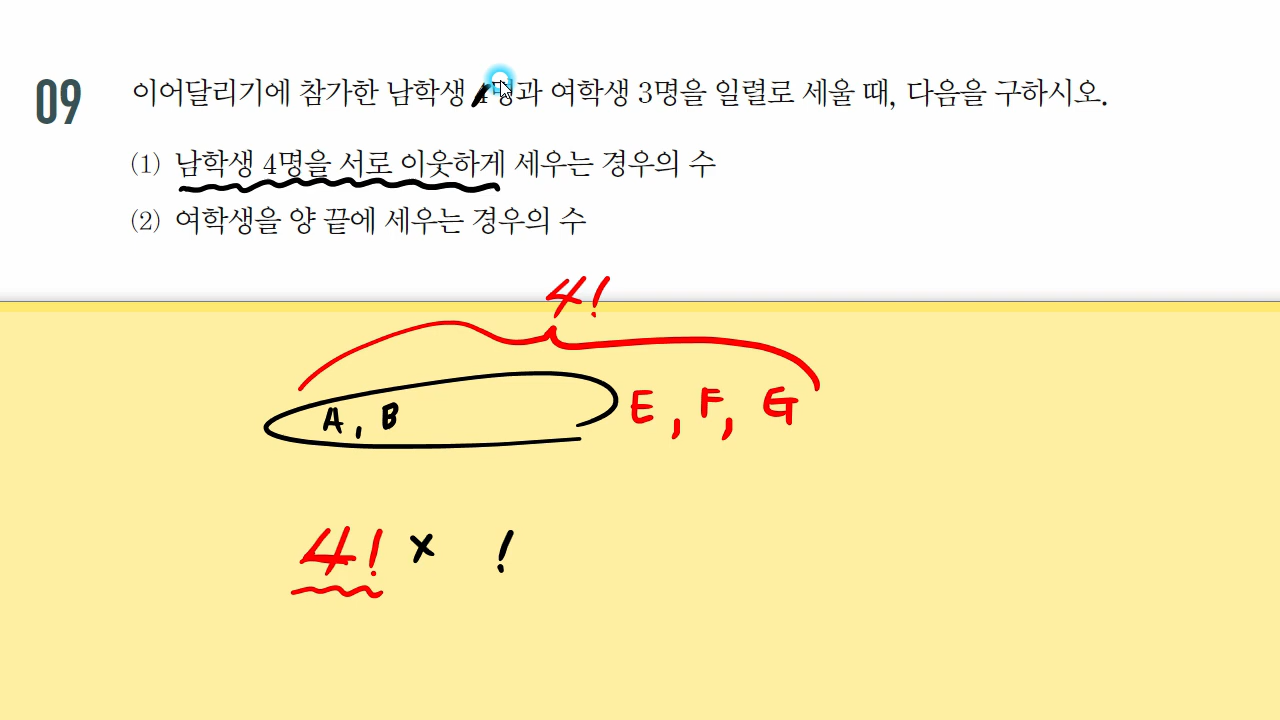 09 이어달리기에 참가한 남학생 4명과 여학생 3명을 일렬로 세울 때, 다음을 구하시오.
(1) 남학생 4명을 서로 이웃하게 세우는 경우의 수
(2) 여학생을 양 끝에 세우는 경우의 수
4!
A, B E, F, G
4! × !